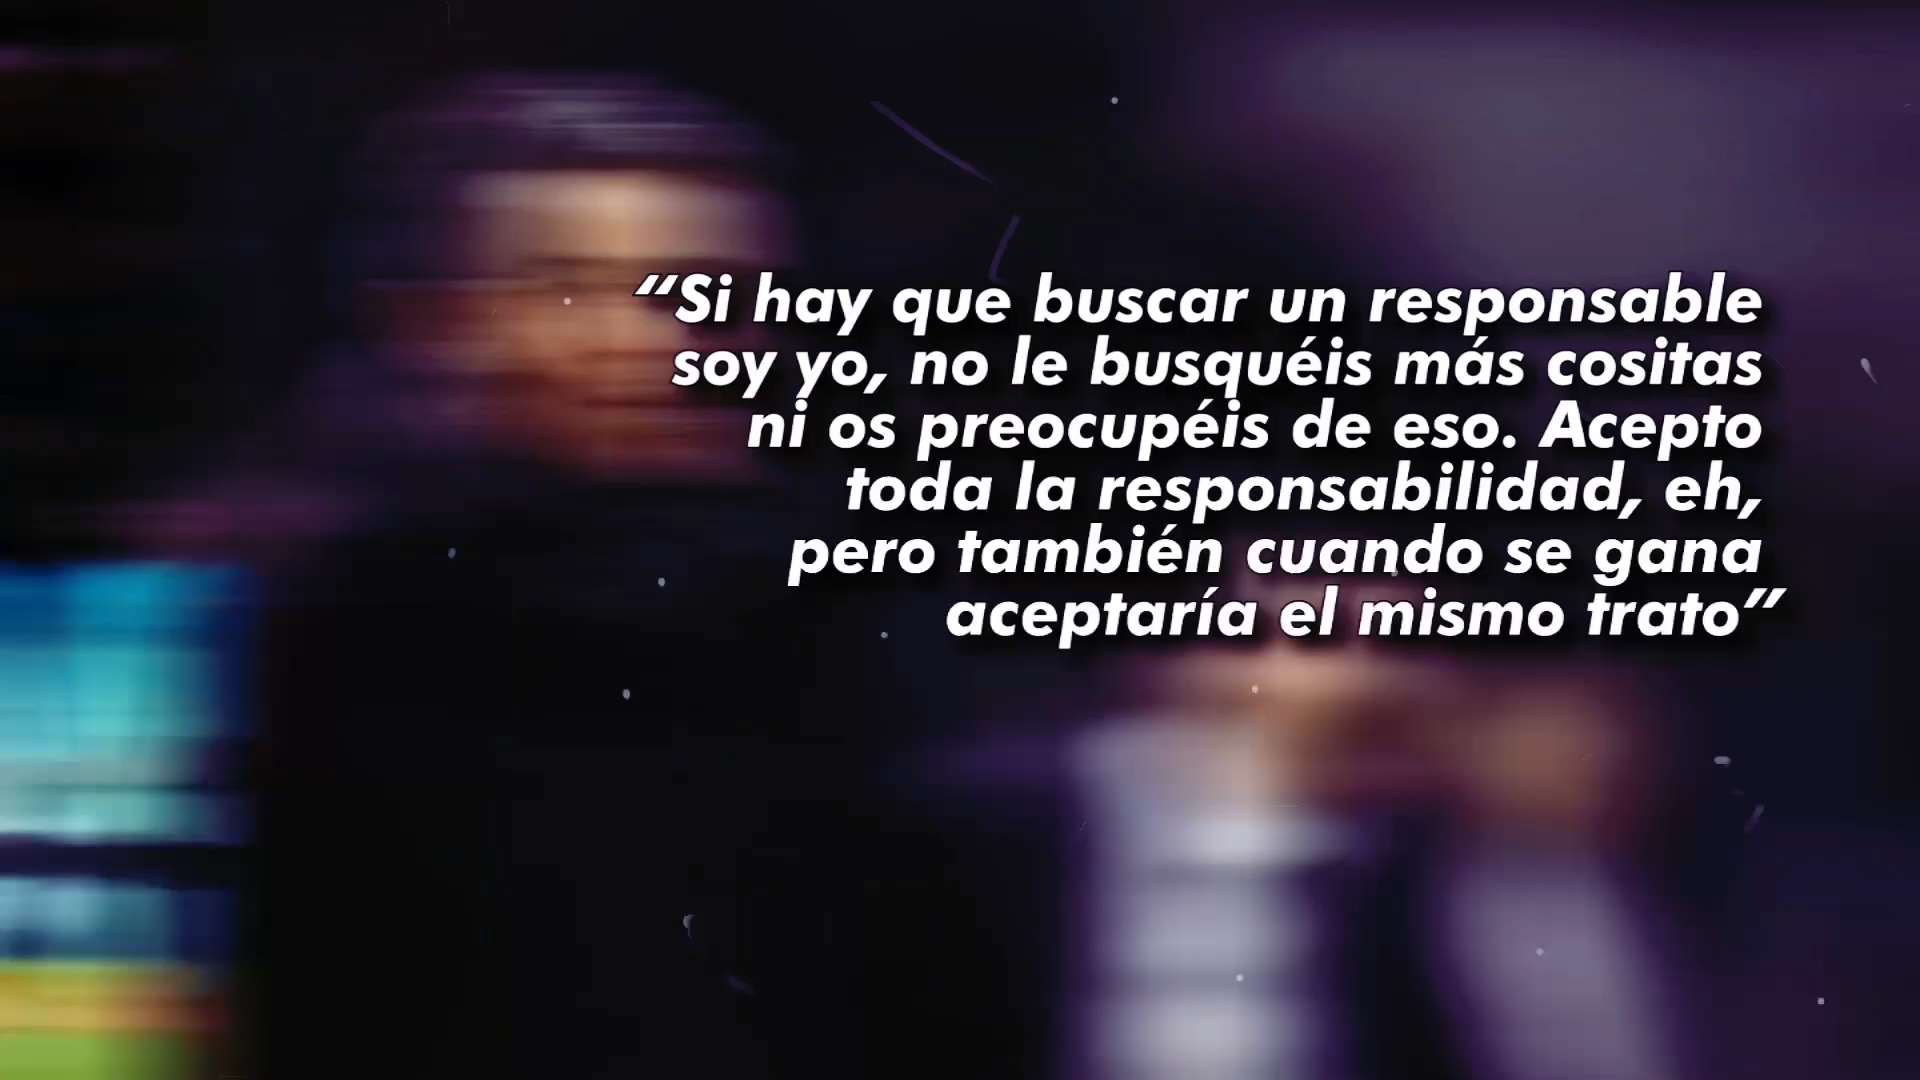 “Si hay que buscar un responsable
soy yo, no le busquéis más cositas
ni os preocupéis de eso. Acepto
toda la responsabilidad, eh,
pero también cuando se gana
aceptaría el mismo trato”